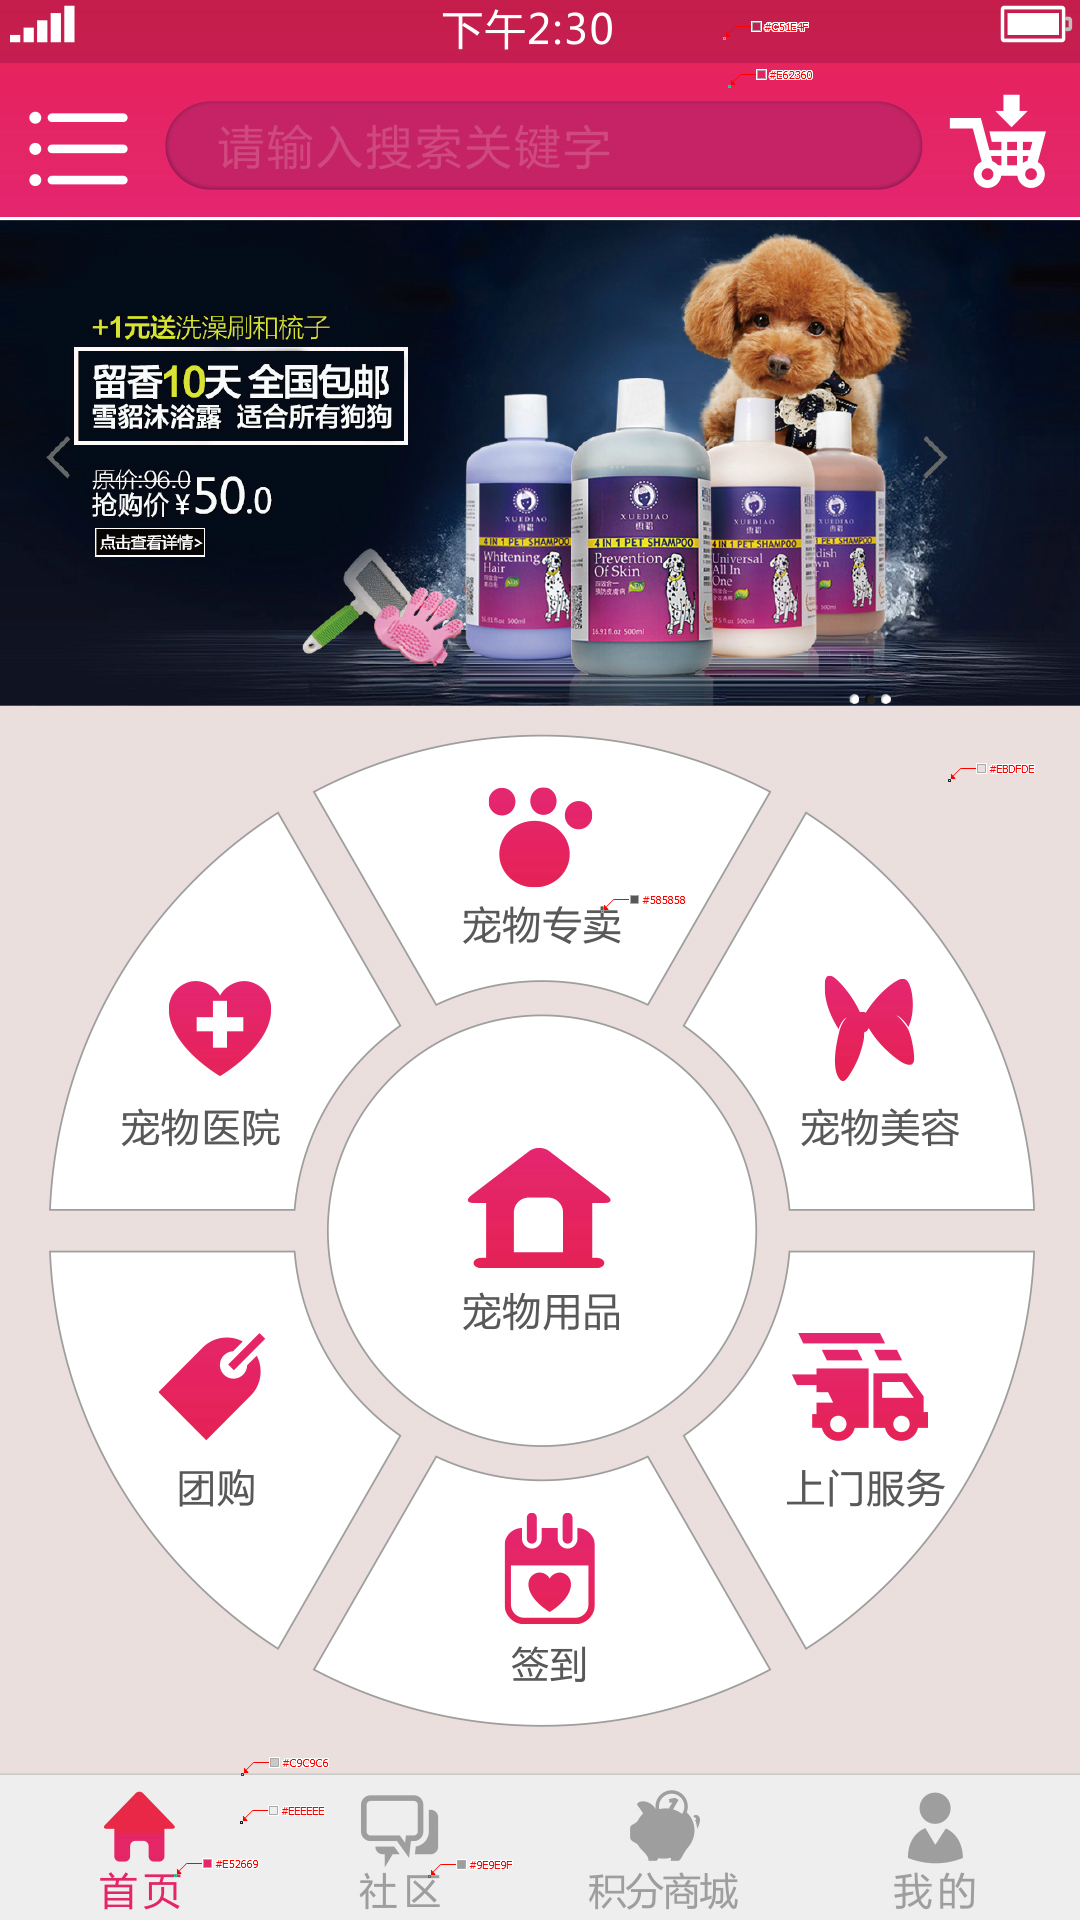 下午2:30
#C51E4F
#E62360
请输入搜索关键字
+1元送洗澡刷和梳子
留香10天 全国包邮
雪貂沐浴露 适合所有狗狗
原价:96.0
抢购价¥50.0
点击查看详情>
XUEDIAO
雪貂
4 IN 1 PET SHAMPOO
Whitening
Hair
16.91fl.oz 500ml
XUEDIAO
雪貂
4 IN 1 PET SHAMPOO
Prevention
Of Skin
16.91fl.oz 500ml
XUEDIAO
雪貂
4 IN 1 PET SHAMPOO
Universal
All In
One
XUEDIAO
雪貂
4 IN 1 PET SHAMPOO
#EBDFDE
#585858
宠物专卖
宠物医院
宠物美容
宠物用品
团购
上门服务
签到
#C9C9C6
#EEEEEE
#E52669
#9E9E9F
首页
社区
积分商城
我的